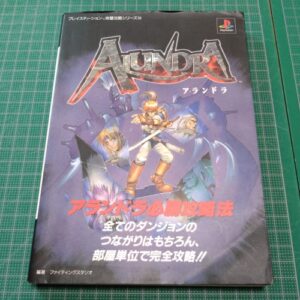 プレイステーション必勝攻略シリーズ
PlayStation
ALUNDRA
アランドラ
アランドラ必勝攻略法
全てのダンジョンの
つながりはもちろん、
部屋単位で完全攻略!!
編著 ファイティングスタジオ